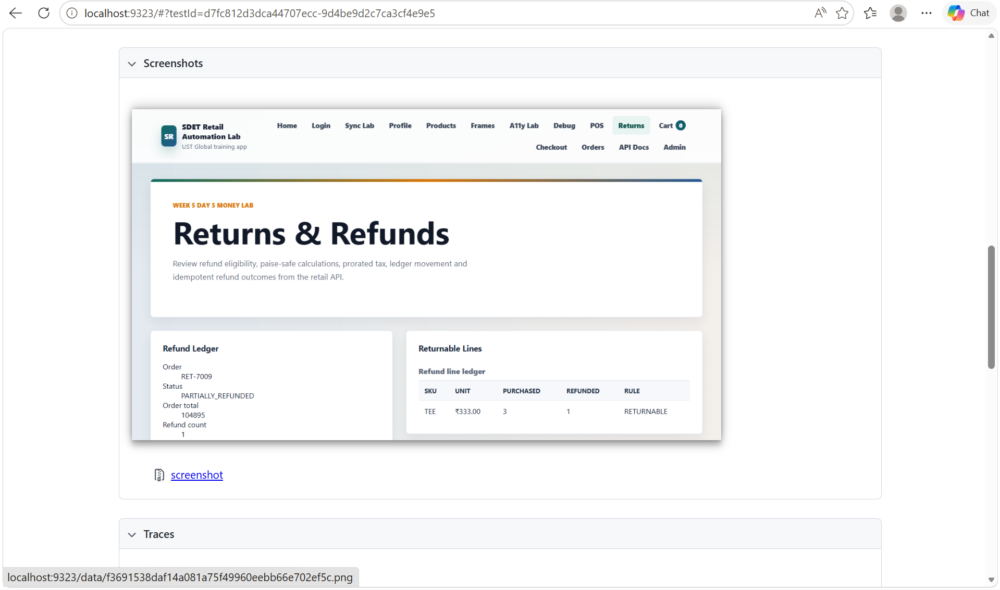 localhost:9323/#?testId=d7fc812d3dca44707ecc-9d4be9d2c7ca3cf4e9e5
Chat
Screenshots
SR
SDET Retail
Automation Lab
UST Global training app
Home Login Sync Lab Profile Products Frames A11y Lab Debug POS Returns Cart 0
Checkout Orders API Docs Admin
WEEK 5 DAY 5 MONEY LAB
Returns & Refunds
Review refund eligibility, paise-safe calculations, prorated tax, ledger movement and
idempotent refund outcomes from the retail API.
Refund Ledger
Order
RET-7009
Status
PARTIALLY_REFUNDED
Order total
104895
Refund count
1
Returnable Lines
Refund line ledger
SKU UNIT PURCHASED REFUNDED RULE
TEE ₹333.00 3 1 RETURNABLE
screenshot
Traces
localhost:9323/data/f3691538daf14a081a75f49960eebb66e702ef5c.png